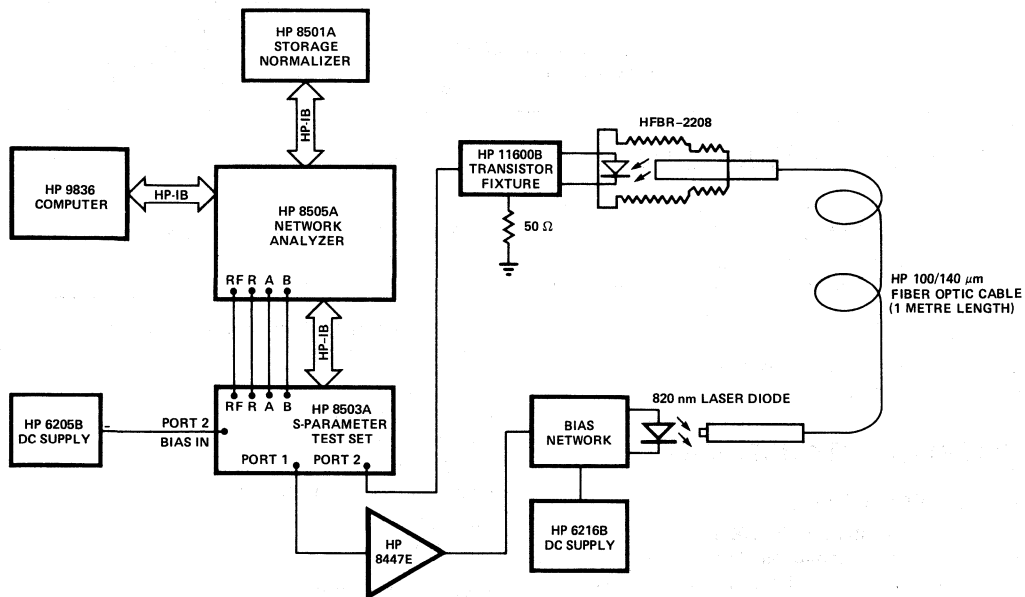 HP 8501A
STORAGE
NORMALIZER
HP-IB
HFBR-2208
HP 9836
COMPUTER
HP-IB
HP 8505A
NETWORK
ANALYZER
HP 11600B
TRANSISTOR
FIXTURE
50 Ω
RF R A B
HP 100/140 μm
FIBER OPTIC CABLE
(1 METRE LENGTH)
HP-IB
RF R A B
HP 8503A
S-PARAMETER
TEST SET
HP 6205B
DC SUPPLY
–
PORT 2
BIAS IN
PORT 1 PORT 2
820 nm LASER DIODE
BIAS
NETWORK
HP 6216B
DC SUPPLY
HP
8447E